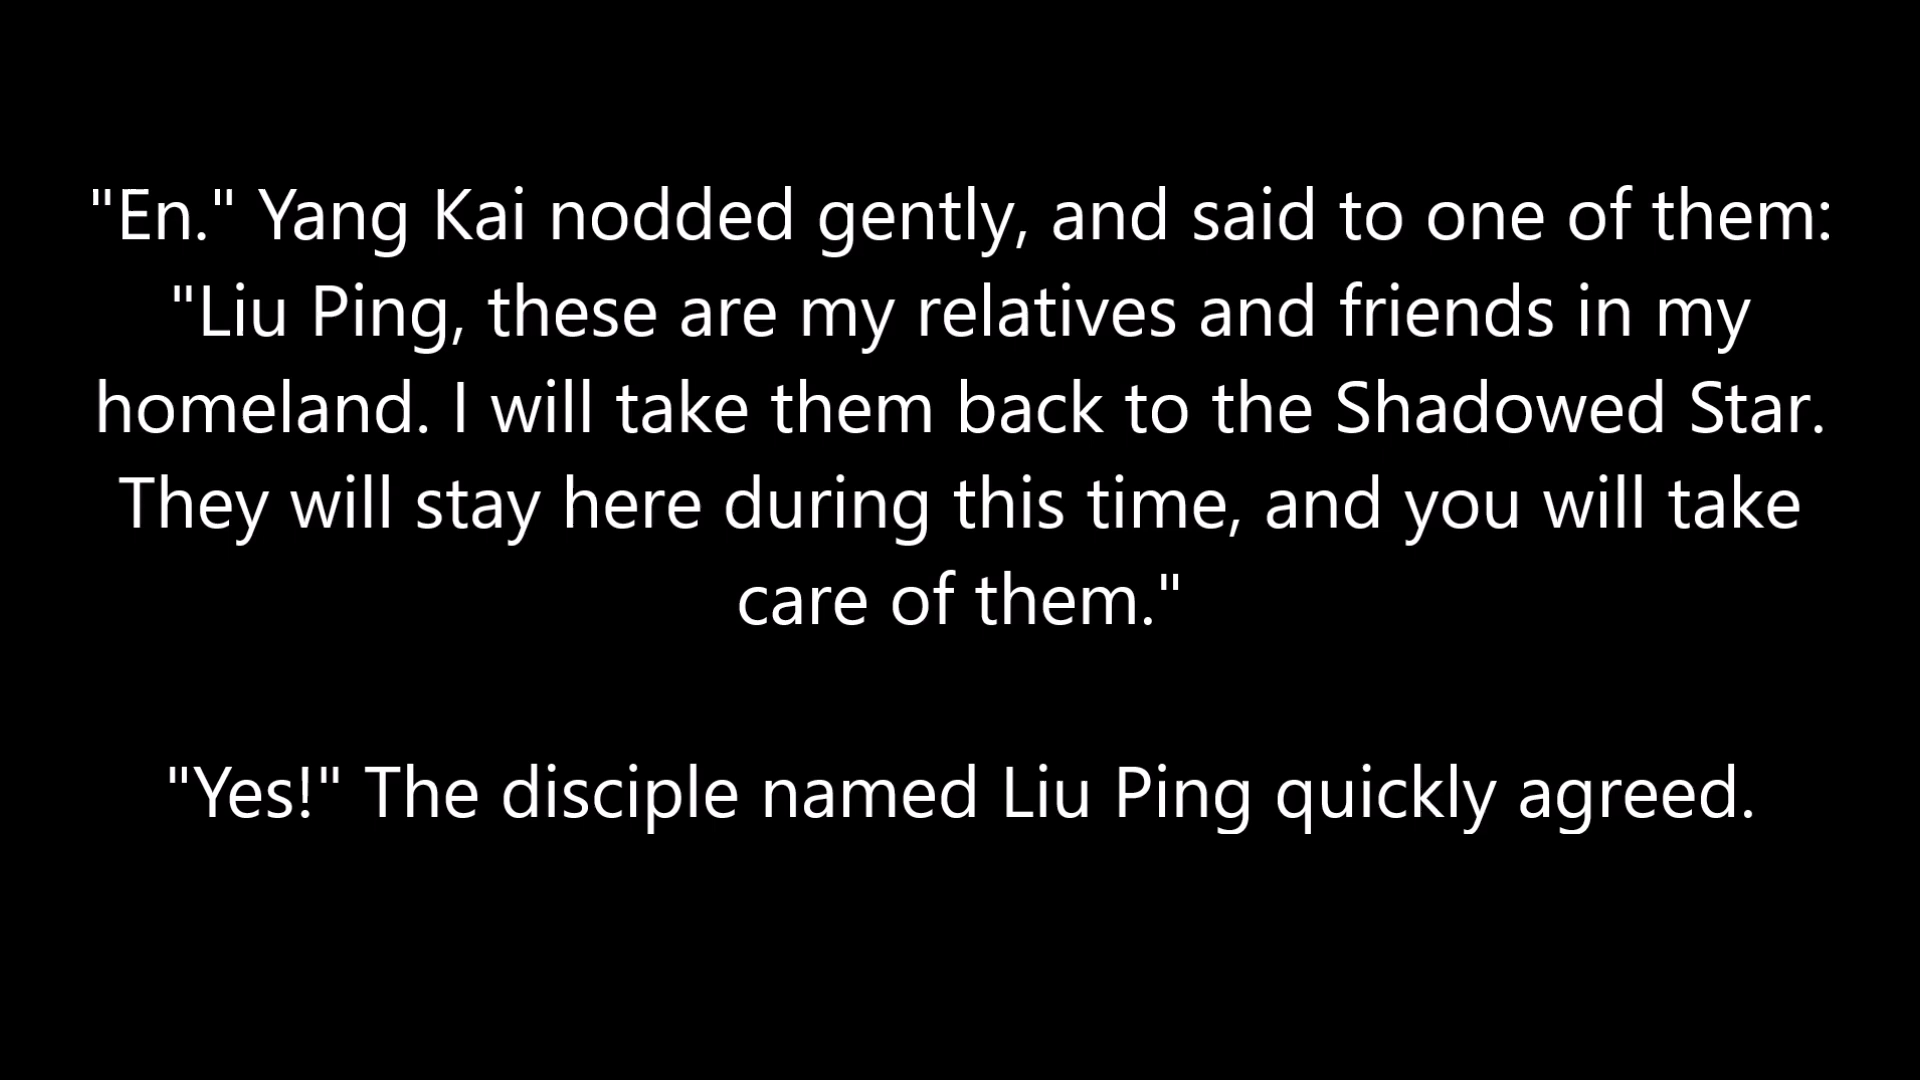 "En." Yang Kai nodded gently, and said to one of them:
"Liu Ping, these are my relatives and friends in my
homeland. I will take them back to the Shadowed Star.
They will stay here during this time, and you will take
care of them."
"Yes!" The disciple named Liu Ping quickly agreed.